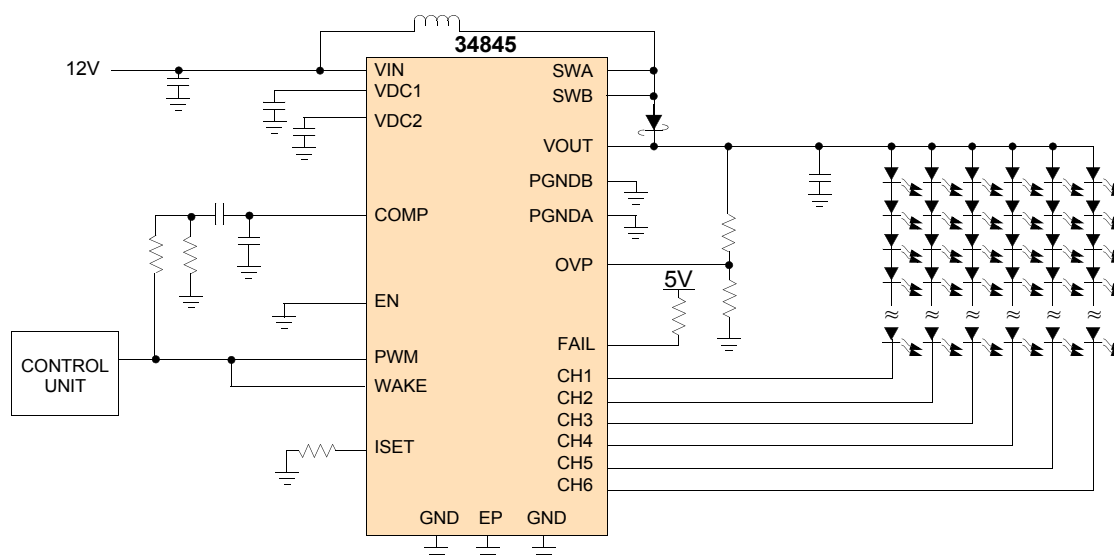 34845
12V
VIN
VDC1
VDC2
COMP
EN
PWM
WAKE
ISET
CONTROL
UNIT
SWA
SWB
VOUT
PGNDB
PGNDA
OVP
5V
FAIL
CH1
CH2
CH3
CH4
CH5
CH6
GND EP GND